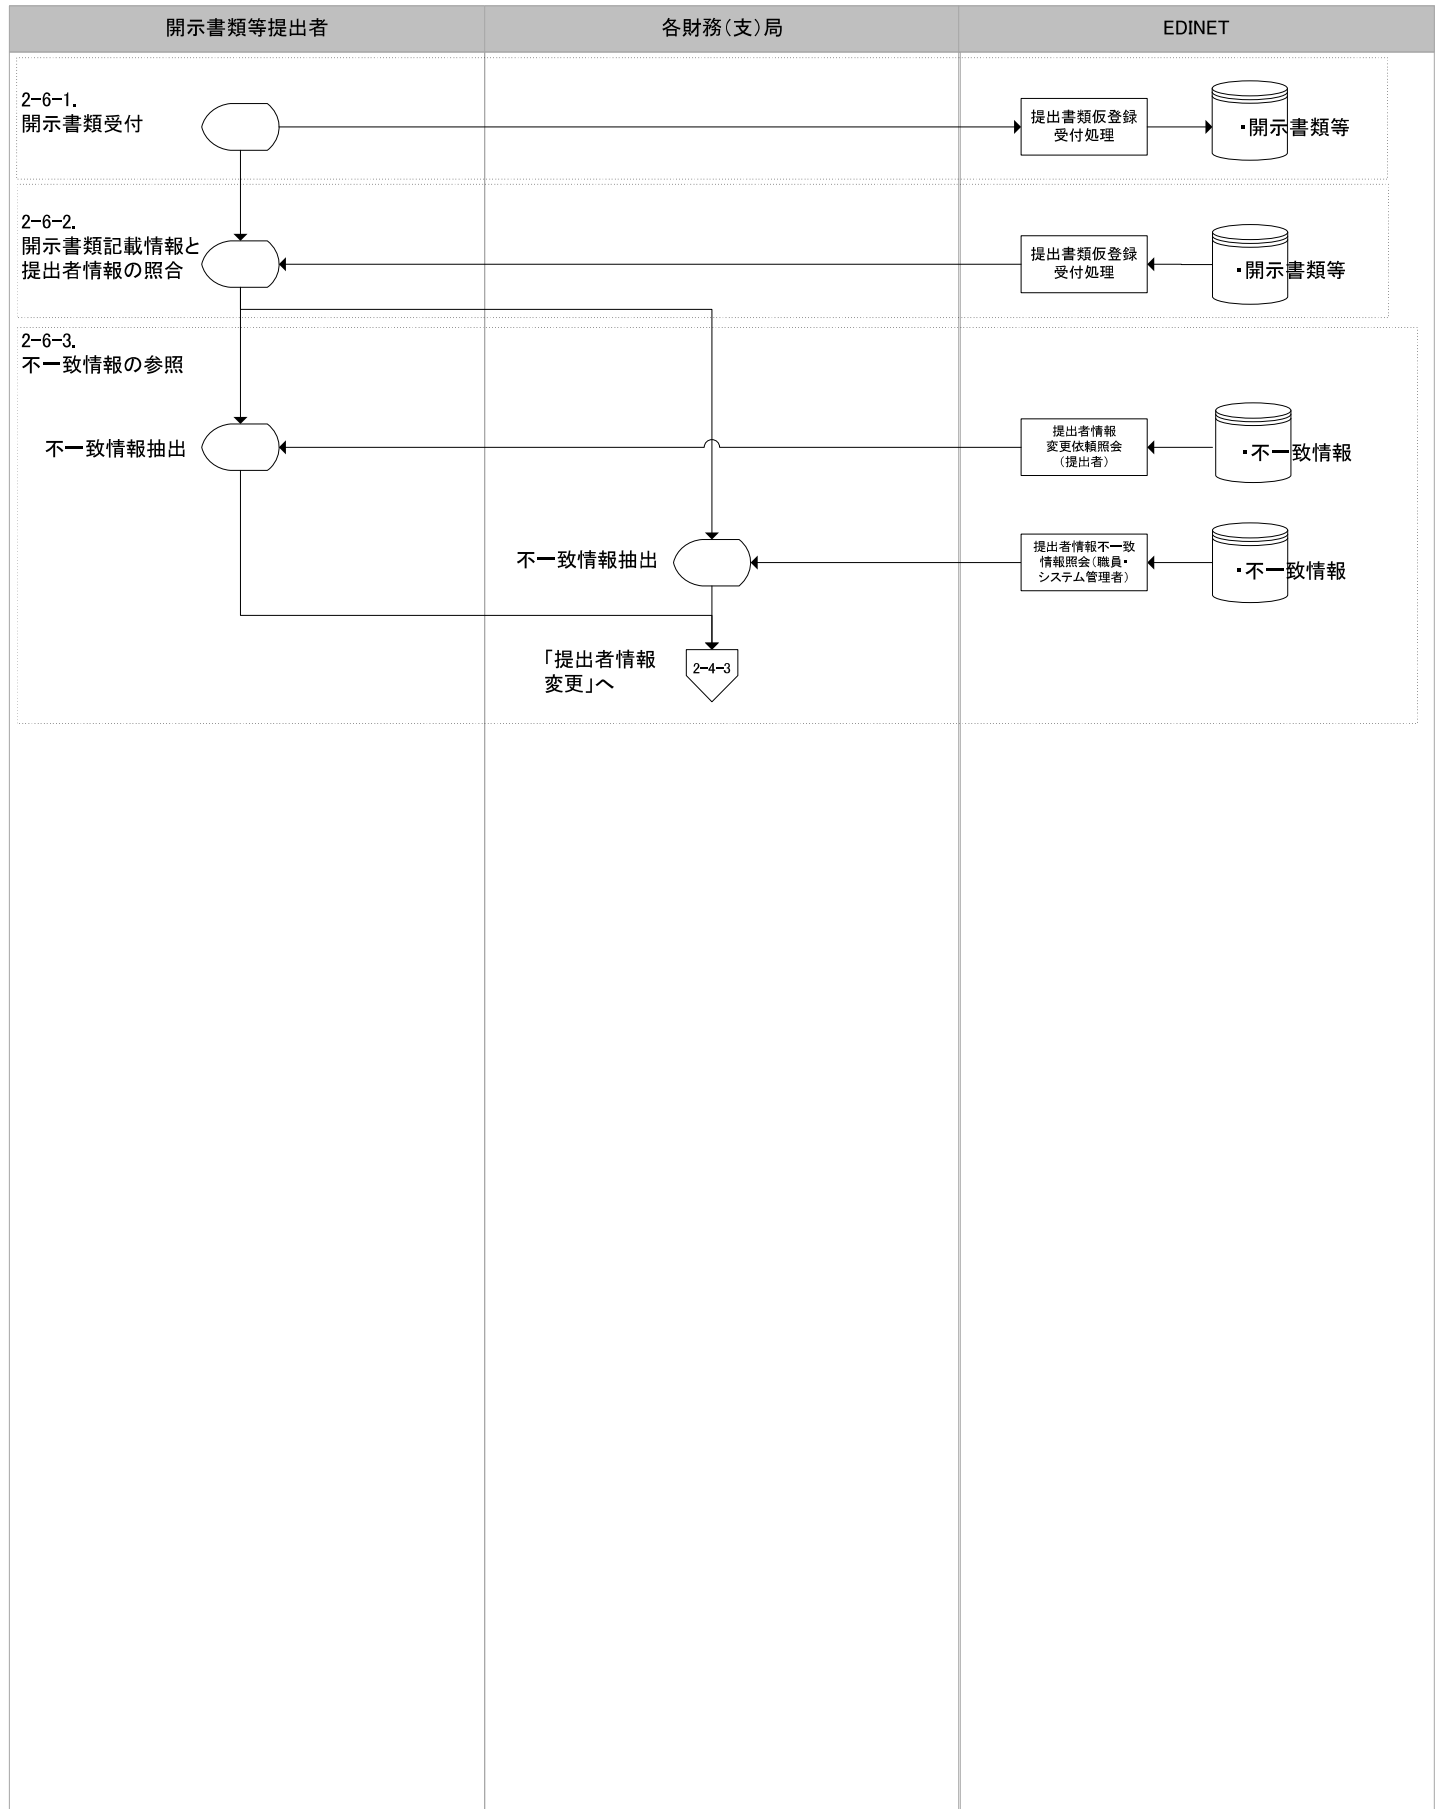 開示書類等提出者
各財務(支)局
EDINET
2-6-1.
開示書類受付
提出書類仮登録
受付処理
・開示書類等
2-6-2.
開示書類記載情報と
提出者情報の照合
提出書類仮登録
受付処理
・開示書類等
2-6-3.
不一致情報の参照
不一致情報抽出
提出者情報
変更依頼照会
(提出者)
・不一致情報
不一致情報抽出
提出者情報不一致
情報照会(職員・
システム管理者)
・不一致情報
「提出者情報
変更」へ
2-4-3